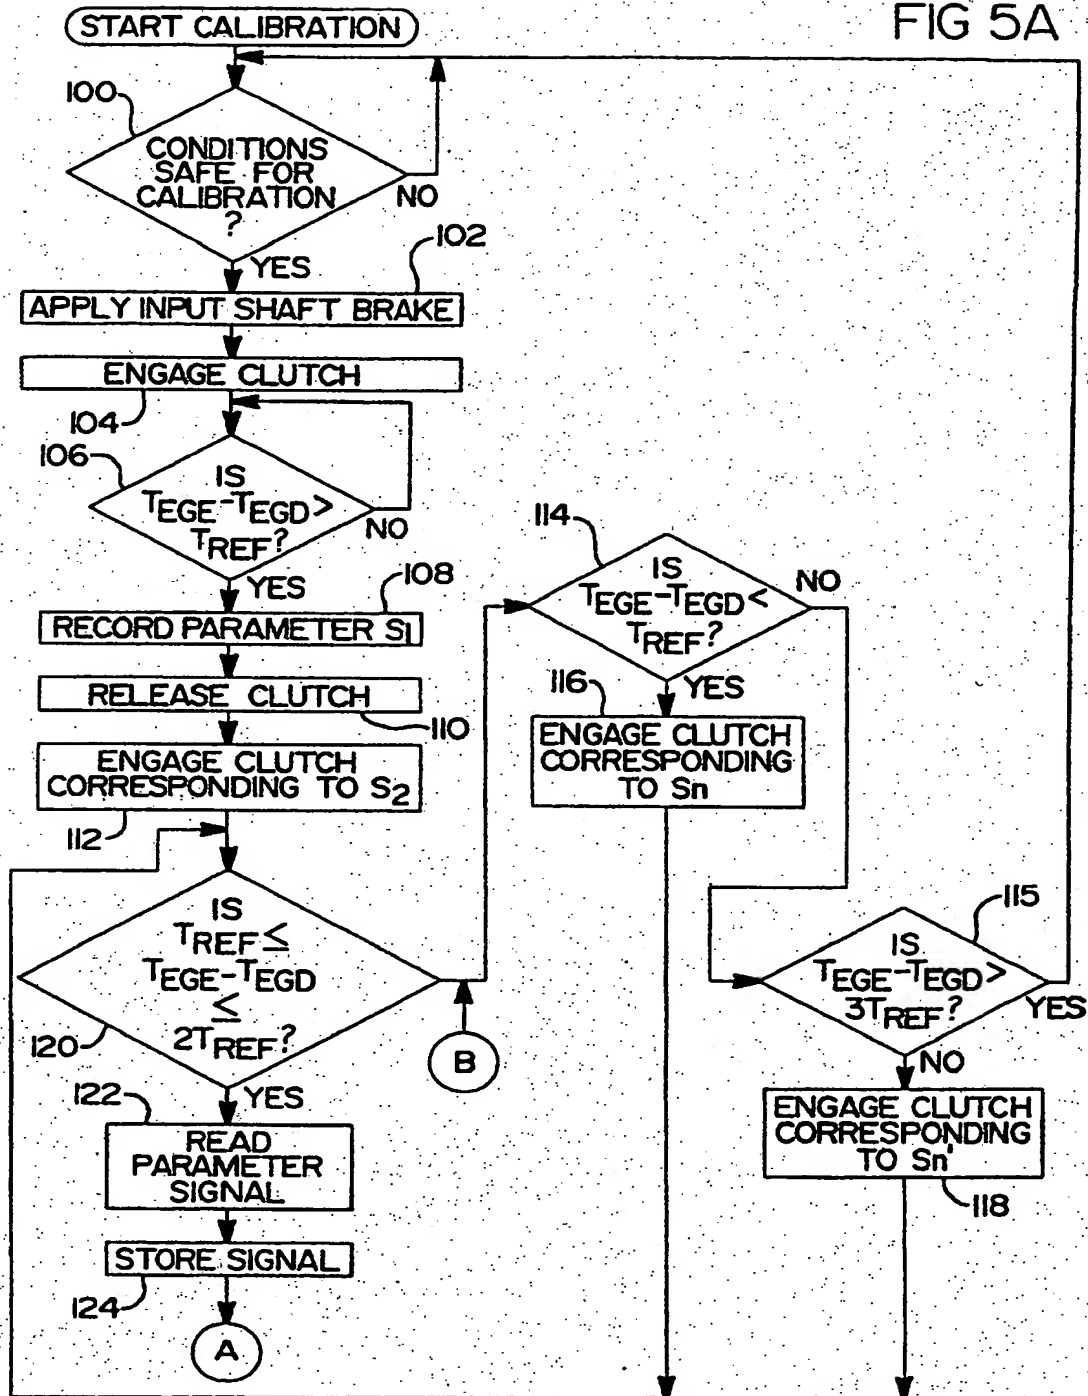 FIG 5A
START CALIBRATION
100
CONDITIONS
SAFE FOR
CALIBRATION
?
NO
YES
102
APPLY INPUT SHAFT BRAKE
ENGAGE CLUTCH
104
106
IS
TEGE-TEGD>
TREF?
NO
YES
108
RECORD PARAMETER S1
RELEASE CLUTCH
110
ENGAGE CLUTCH
CORRESPONDING TO S2
112
114
IS
TEGE-TEGD<
TREF?
NO
YES
116
ENGAGE CLUTCH
CORRESPONDING
TO Sn
115
IS
TEGE-TEGD>
3TREF?
YES
NO
ENGAGE CLUTCH
CORRESPONDING
TO Sn'
118
IS
TREF≤
TEGE-TEGD
≤
2TREF?
120
B
YES
122
READ
PARAMETER
SIGNAL
STORE SIGNAL
124
A